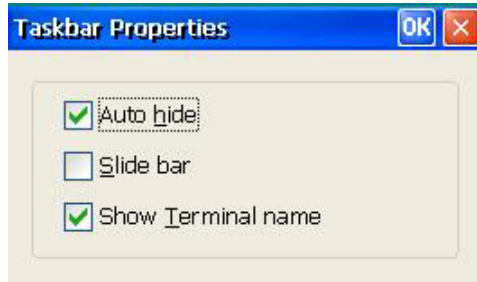 Taskbar Properties OK
Auto hide
Slide bar
Show Terminal name